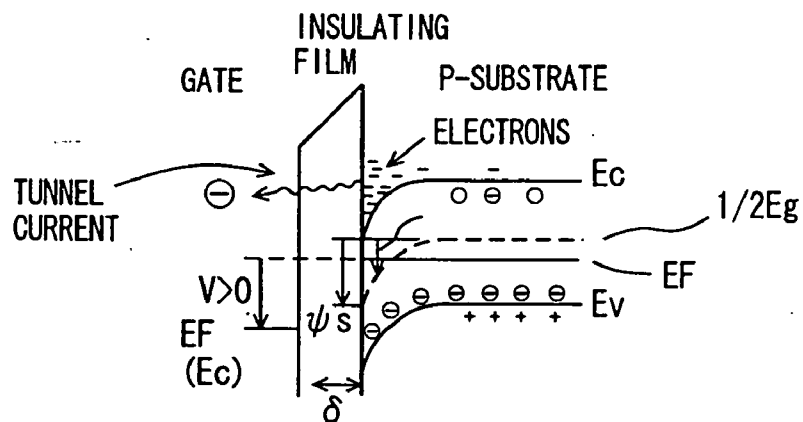 INSULATING
FILM
GATE
P-SUBSTRATE
ELECTRONS
Ec
TUNNEL
CURRENT
1/2Eg
EF
V>0
Ev
ψs
EF
(Ec)
δ